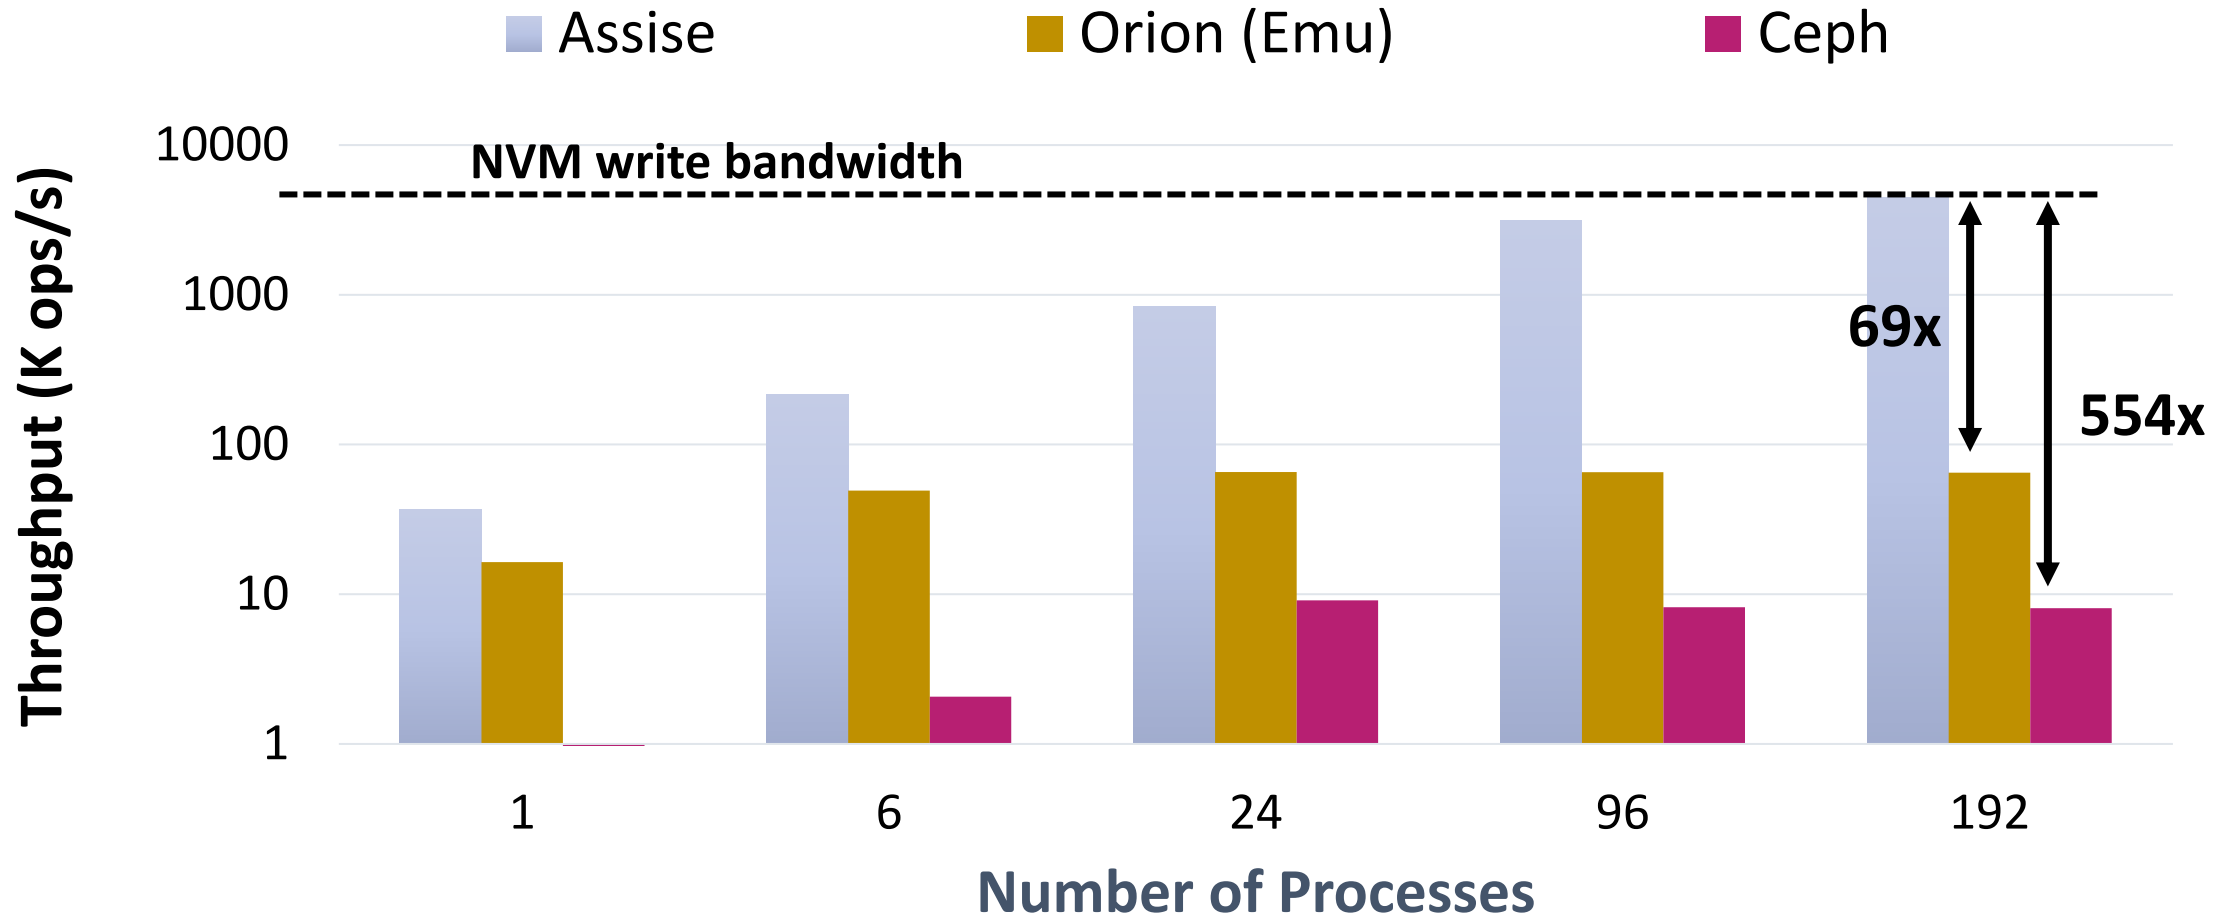 Assise
Orion (Emu)
Ceph
Throughput (K ops/s)
10000
1000
100
10
1
NVM write bandwidth
69x
554x
1
6
24
96
192
Number of Processes